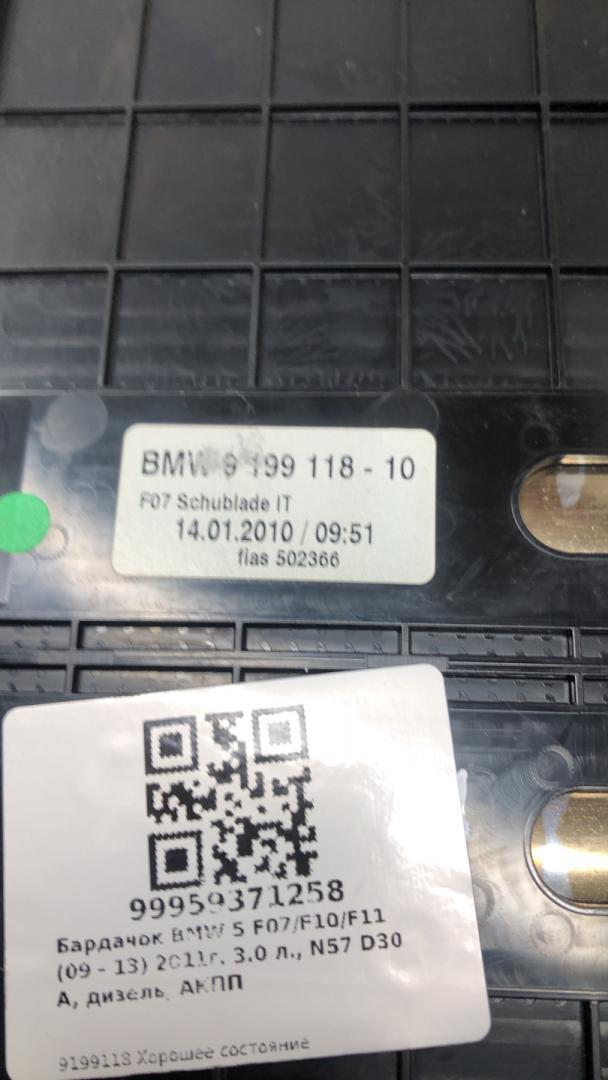 BMW 9 199 118 - 10
F07 Schublade IT
14.01.2010 / 09:51
fias 502366
99959371258
Бардачок BMW 5 F07/F10/F11
(09 - 13) 2011г. 3.0 л., N57 D30
A, дизель, АКПП
9199118 Хорошее состояние